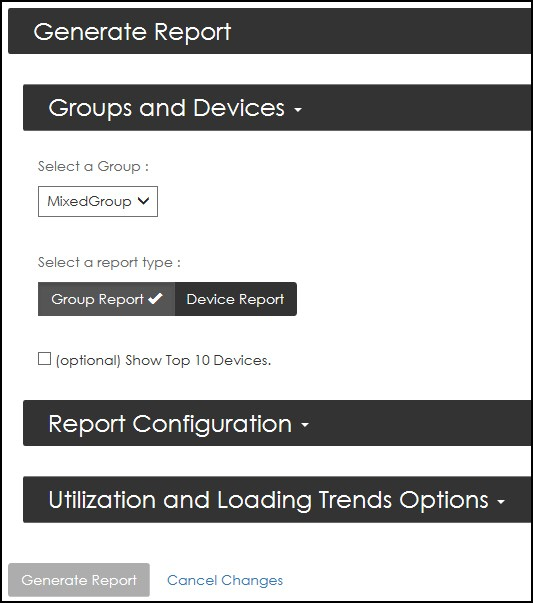 Generate Report
Groups and Devices
Select a Group :
MixedGroup
Select a report type :
Group Report Device Report
(optional) Show Top 10 Devices.
Report Configuration
Utilization and Loading Trends Options
Generate Report Cancel Changes